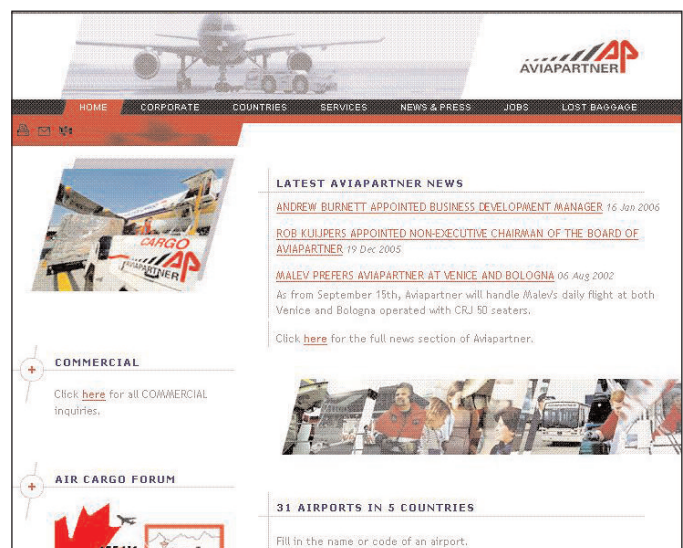 AVIAPARTNER
HOME CORPORATE COUNTRIES SERVICES NEWS & PRESS JOBS LOST BAGGAGE
CARGO
AVIAPARTNER
LATEST AVIAPARTNER NEWS
ANDREW BURNETT APPOINTED BUSINESS DEVELOPMENT MANAGER 16 Jan 2006
ROB KUIJPERS APPOINTED NON-EXECUTIVE CHAIRMAN OF THE BOARD OF
AVIAPARTNER 19 Dec 2005
MALEV PREFERS AVIAPARTNER AT VENICE AND BOLOGNA 06 Aug 2002
As from September 15th, Aviapartner will handle Malev's daily flight at both
Venice and Bologna operated with CRJ 50 seaters.
Click here for the full news section of Aviapartner.
COMMERCIAL
Click here for all COMMERCIAL
inquiries.
AIR CARGO FORUM
31 AIRPORTS IN 5 COUNTRIES
Fill in the name or code of an airport.